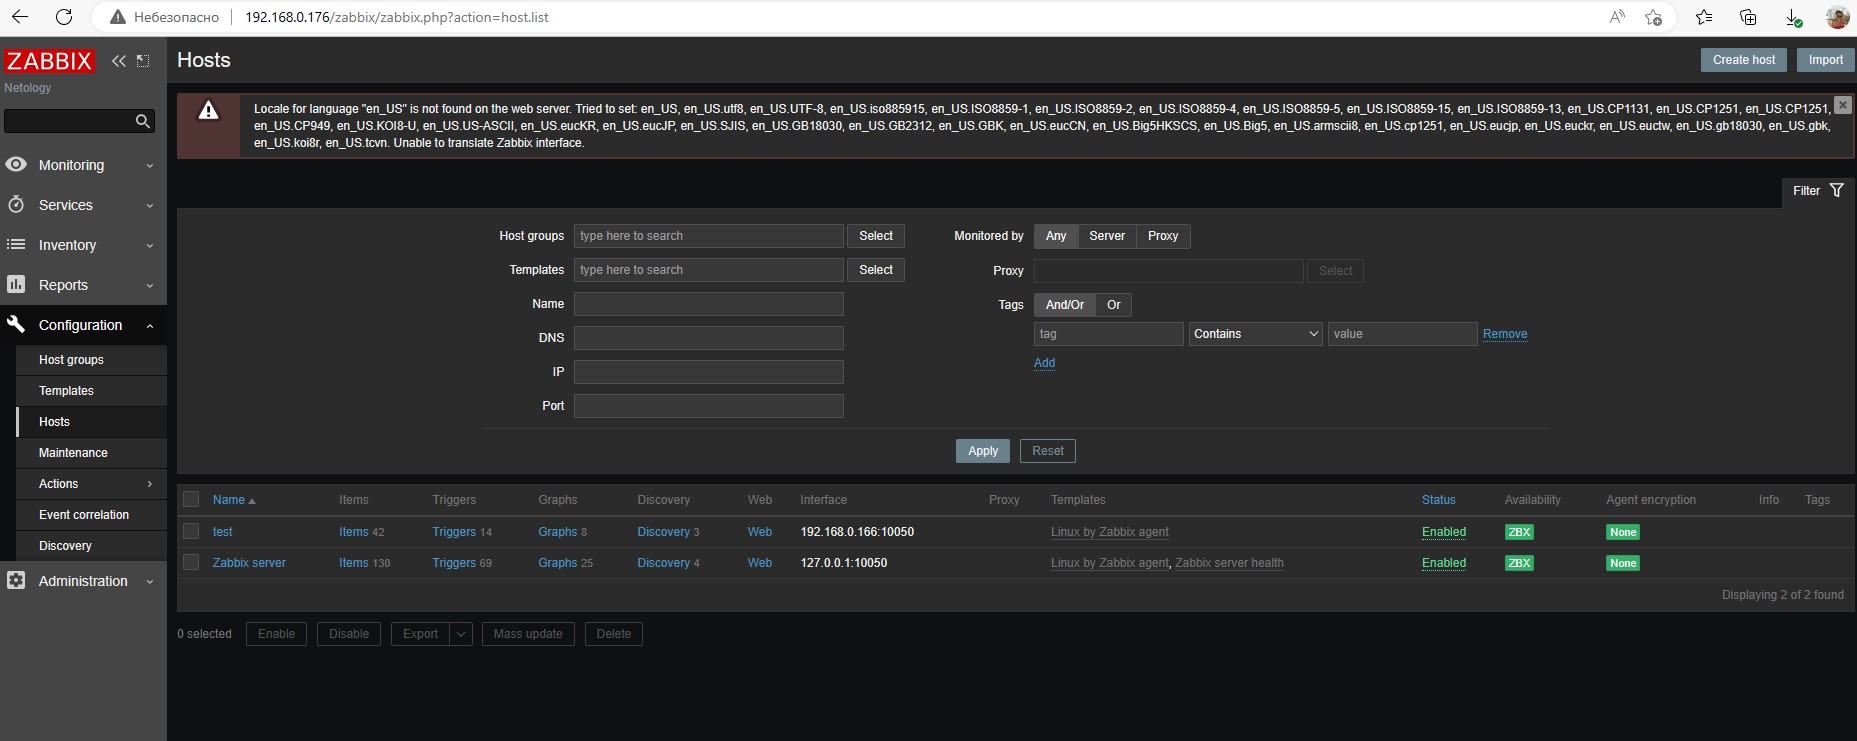 Небезопасно
192.168.0.176/zabbix/zabbix.php?action=host.list
ZABBIX
Netology
Monitoring
Services
Inventory
Reports
Configuration
Host groups
Templates
Hosts
Maintenance
Actions
Event correlation
Discovery
Administration
Hosts
Create host
Import
Locale for language "en_US" is not found on the web server. Tried to set: en_US, en_US.utf8, en_US.UTF-8, en_US.iso885915, en_US.ISO8859-1, en_US.ISO8859-2, en_US.ISO8859-4, en_US.ISO8859-5, en_US.ISO8859-15, en_US.ISO8859-13, en_US.CP1131, en_US.CP1251, en_US.CP1251,
en_US.CP949, en_US.KOI8-U, en_US.US-ASCII, en_US.eucKR, en_US.eucJP, en_US.SJIS, en_US.GB18030, en_US.GB2312, en_US.GBK, en_US.eucCN, en_US.Big5HKSCS, en_US.Big5, en_US.armscii8, en_US.cp1251, en_US.eucjp, en_US.euckr, en_US.euctw, en_US.gb18030, en_US.gbk,
en_US.koi8r, en_US.tcvn. Unable to translate Zabbix interface.
Filter
Host groups type here to search Select
Templates type here to search Select
Name
DNS
IP
Port
Monitored by Any Server Proxy
Proxy Select
Tags And/Or Or
tag Contains value Remove
Add
Apply Reset
Name Items Triggers Graphs Discovery Web Interface Proxy Templates Status Availability Agent encryption Info Tags
test Items 42 Triggers 14 Graphs 8 Discovery 3 Web 192.168.0.166:10050 Linux by Zabbix agent Enabled ZBX None
Zabbix server Items 130 Triggers 69 Graphs 25 Discovery 4 Web 127.0.0.1:10050 Linux by Zabbix agent, Zabbix server health Enabled ZBX None
Displaying 2 of 2 found
0 selected Enable Disable Export Mass update Delete